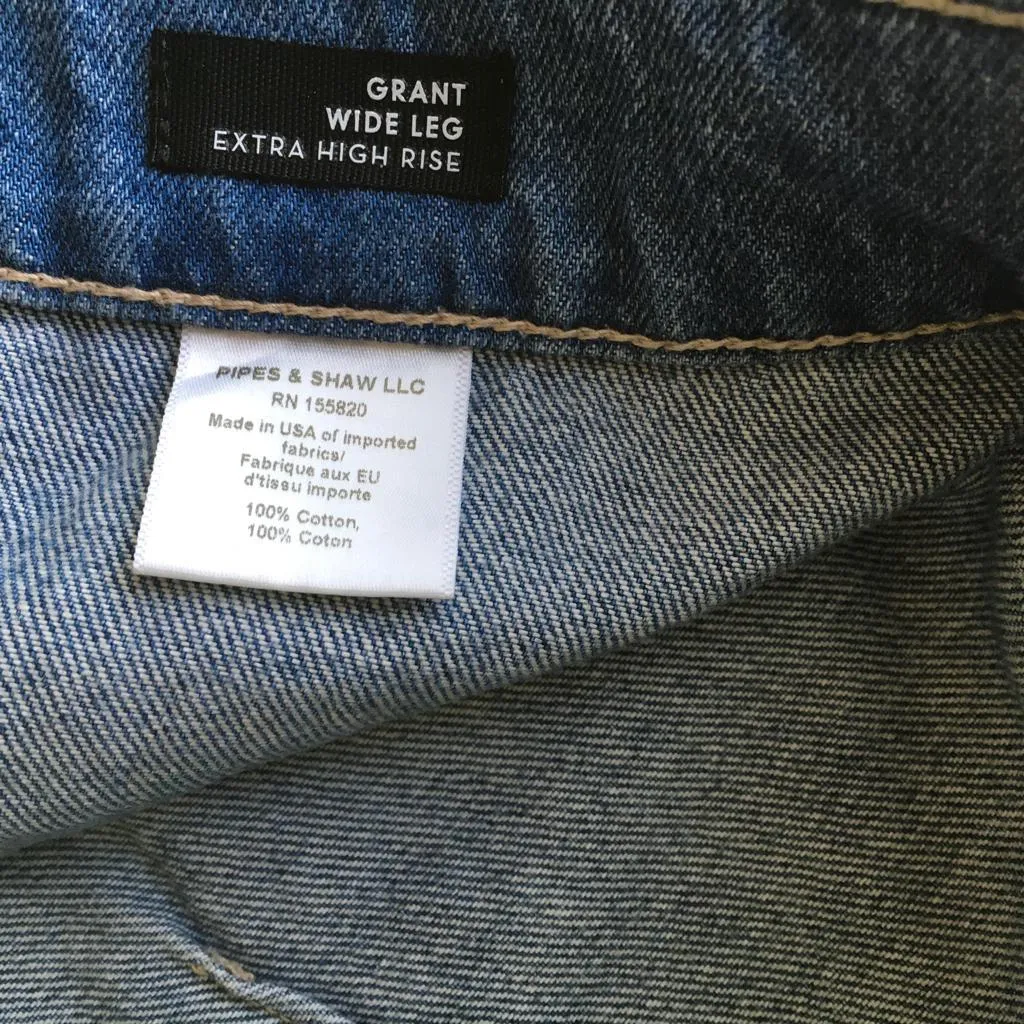 GRANT
WIDE LEG
EXTRA HIGH RISE
PIPES & SHAW LLC
RN 155820
Made in USA of imported
fabrics/
Fabrique aux EU
d'tissu importe
100% Cotton,
100% Coton